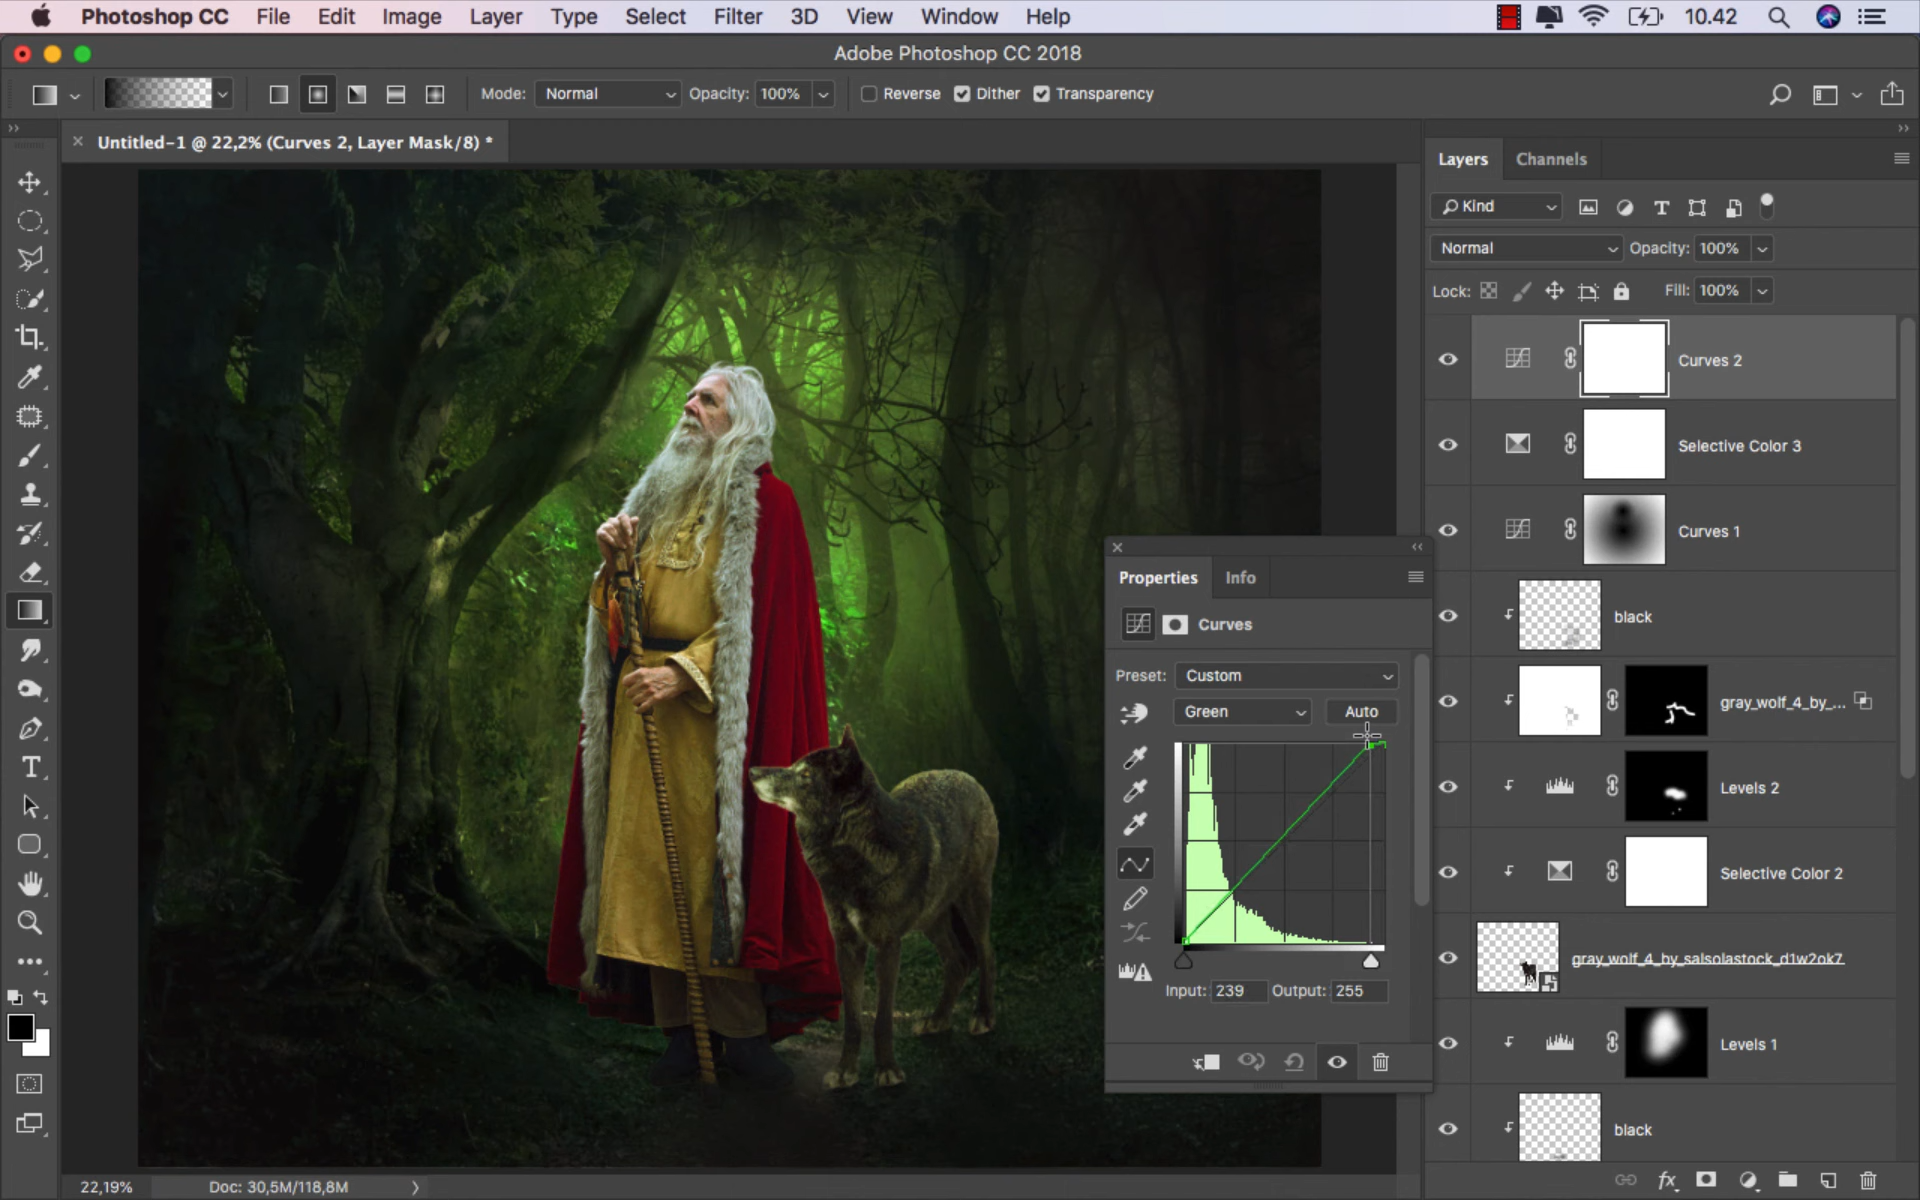 Photoshop CC File Edit Image Layer Type Select Filter 3D View Window Help 10.42
Adobe Photoshop CC 2018
Mode: Normal Opacity: 100% Reverse Dither Transparency
Untitled-1 @ 22,2% (Curves 2, Layer Mask/8) *
Layers Channels
Kind
Normal Opacity: 100%
Lock: Fill: 100%
Curves 2
Selective Color 3
Curves 1
black
gray_wolf_4_by_...
Levels 2
Selective Color 2
gray_wolf_4_by_salsolastock_d1w2ok7
Levels 1
black
Properties Info
Curves
Preset: Custom
Green Auto
Input: 239 Output: 255
22,19% Doc: 30,5M/118,8M